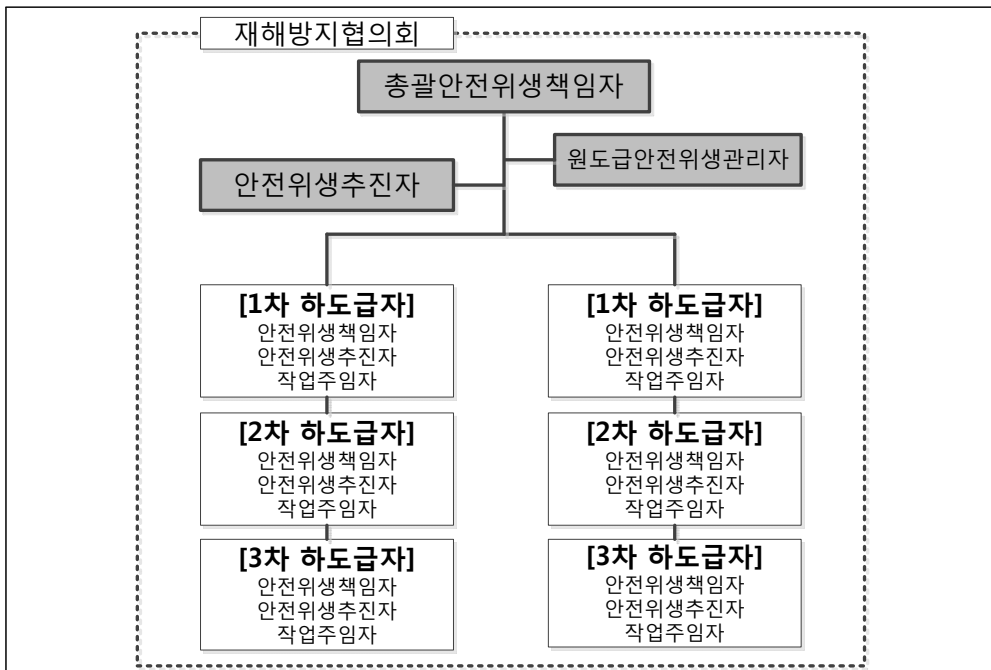 재해방지협의회
총괄안전위생책임자
원도급안전위생관리자
안전위생추진자
[1차 하도급자]
안전위생책임자
안전위생추진자
작업주임자
[2차 하도급자]
안전위생책임자
안전위생추진자
작업주임자
[3차 하도급자]
안전위생책임자
안전위생추진자
작업주임자
[1차 하도급자]
안전위생책임자
안전위생추진자
작업주임자
[2차 하도급자]
안전위생책임자
안전위생추진자
작업주임자
[3차 하도급자]
안전위생책임자
안전위생추진자
작업주임자